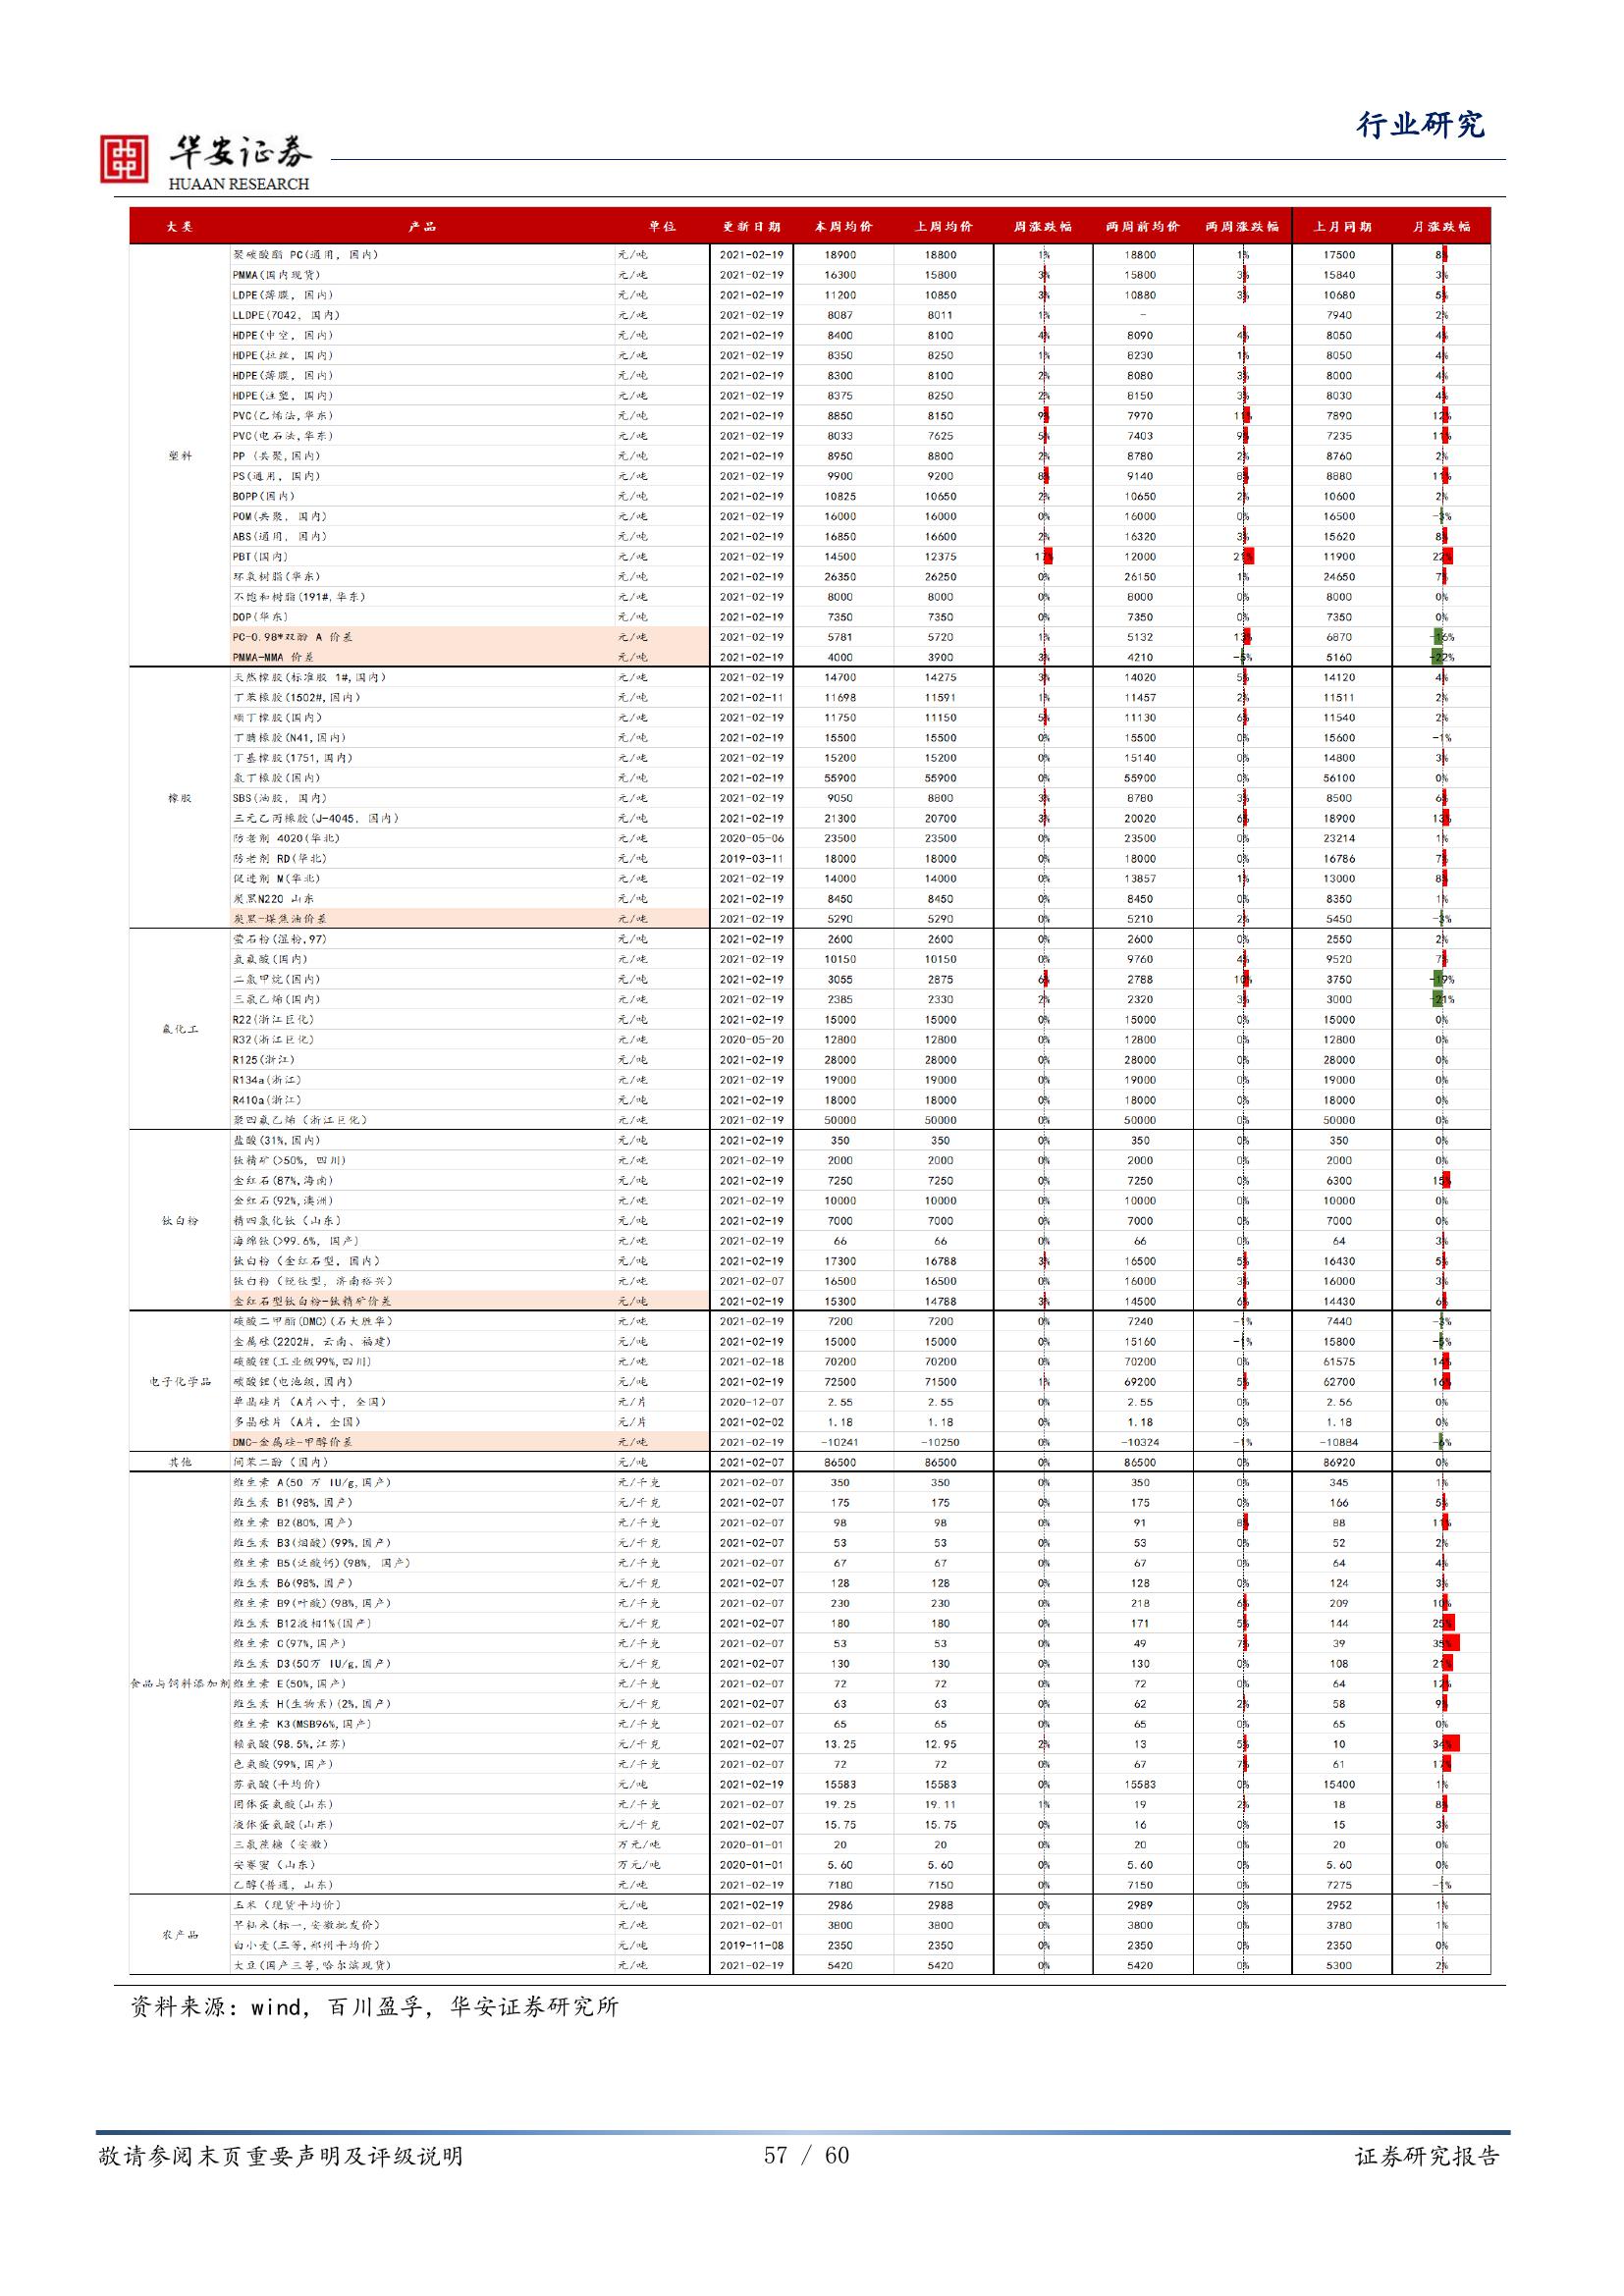 行业研究
华安证券
HUAAN RESEARCH
大类 产品 单位 更新日期 本周均价 上周均价 周涨跌幅 两周前均价 两周涨跌幅 上月同期 月涨跌幅
聚碳酸酯 PC(通用, 国内) 元/吨 2021-02-19 18900 18800 1% 18800 1% 17500 8%
PMMA(国内现货) 元/吨 2021-02-19 16300 15800 3% 15800 3% 15840 3%
LDPE(薄膜, 国内) 元/吨 2021-02-19 11200 10850 3% 10880 3% 10680 5%
LLDPE(7042, 国内) 元/吨 2021-02-19 8087 8011 1% - 7940 2%
HDPE(中空, 国内) 元/吨 2021-02-19 8400 8100 4% 8090 4% 8050 4%
HDPE(拉丝, 国内) 元/吨 2021-02-19 8350 8250 1% 8230 1% 8050 4%
HDPE(薄膜, 国内) 元/吨 2021-02-19 8300 8100 2% 8080 3% 8000 4%
HDPE(注塑, 国内) 元/吨 2021-02-19 8375 8250 2% 8150 3% 8030 4%
PVC(乙烯法,华东) 元/吨 2021-02-19 8850 8150 9% 7970 11% 7890 12%
PVC(电石法,华东) 元/吨 2021-02-19 8033 7625 5% 7403 9% 7235 11%
塑料 PP (共聚,国内) 元/吨 2021-02-19 8950 8800 2% 8780 2% 8760 2%
PS(通用, 国内) 元/吨 2021-02-19 9900 9200 8% 9140 8% 8880 11%
BOPP(国内) 元/吨 2021-02-19 10825 10650 2% 10650 2% 10600 2%
POM(共聚, 国内) 元/吨 2021-02-19 16000 16000 0% 16000 0% 16500 -3%
ABS(通用, 国内) 元/吨 2021-02-19 16850 16600 2% 16320 3% 15620 8%
PBT(国内) 元/吨 2021-02-19 14500 12375 17% 12000 21% 11900 22%
环氧树脂(华东) 元/吨 2021-02-19 26350 26250 0% 26150 1% 24650 7%
不饱和树脂(191#,华东) 元/吨 2021-02-19 8000 8000 0% 8000 0% 8000 0%
DOP(华东) 元/吨 2021-02-19 7350 7350 0% 7350 0% 7350 0%
PC-0.98*双酚 A 价差 元/吨 2021-02-19 5781 5720 1% 5132 13% 6870 -16%
PMMA-MMA 价差 元/吨 2021-02-19 4000 3900 3% 4210 -5% 5160 -22%
天然橡胶(标准胶 1#,国内) 元/吨 2021-02-19 14700 14275 3% 14020 5% 14120 4%
丁苯橡胶(1502#,国内) 元/吨 2021-02-11 11698 11591 1% 11457 2% 11511 2%
顺丁橡胶(国内) 元/吨 2021-02-19 11750 11150 5% 11130 6% 11540 2%
丁腈橡胶(N41,国内) 元/吨 2021-02-19 15500 15500 0% 15500 0% 15600 -1%
丁基橡胶(1751,国内) 元/吨 2021-02-19 15200 15200 0% 15140 0% 14800 3%
氯丁橡胶(国内) 元/吨 2021-02-19 55900 55900 0% 55900 0% 56100 0%
橡胶 SBS(油胶, 国内) 元/吨 2021-02-19 9050 8800 3% 8780 3% 8500 6%
三元乙丙橡胶(J-4045, 国内) 元/吨 2021-02-19 21300 20700 3% 20020 6% 18900 13%
防老剂 4020(华北) 元/吨 2020-05-06 23500 23500 0% 23500 0% 23214 1%
防老剂 RD(华北) 元/吨 2019-03-11 18000 18000 0% 18000 0% 16786 7%
促进剂 M(华北) 元/吨 2021-02-19 14000 14000 0% 13857 1% 13000 8%
炭黑N220 山东 元/吨 2021-02-19 8450 8450 0% 8450 0% 8350 1%
炭黑-煤焦油价差 元/吨 2021-02-19 5290 5290 0% 5210 2% 5450 -3%
萤石粉(湿粉,97) 元/吨 2021-02-19 2600 2600 0% 2600 0% 2550 2%
氢氟酸(国内) 元/吨 2021-02-19 10150 10150 0% 9760 4% 9520 7%
二氯甲烷(国内) 元/吨 2021-02-19 3055 2875 6% 2788 10% 3750 -19%
三氯乙烯(国内) 元/吨 2021-02-19 2385 2330 2% 2320 3% 3000 -21%
氟化工 R22(浙江巨化) 元/吨 2021-02-19 15000 15000 0% 15000 0% 15000 0%
R32(浙江巨化) 元/吨 2020-05-20 12800 12800 0% 12800 0% 12800 0%
R125(浙江) 元/吨 2021-02-19 28000 28000 0% 28000 0% 28000 0%
R134a(浙江) 元/吨 2021-02-19 19000 19000 0% 19000 0% 19000 0%
R410a(浙江) 元/吨 2021-02-19 18000 18000 0% 18000 0% 18000 0%
聚四氟乙烯 (浙江巨化) 元/吨 2021-02-19 50000 50000 0% 50000 0% 50000 0%
盐酸(31%,国内) 元/吨 2021-02-19 350 350 0% 350 0% 350 0%
钛精矿(>50%, 四川) 元/吨 2021-02-19 2000 2000 0% 2000 0% 2000 0%
金红石(87%,海南) 元/吨 2021-02-19 7250 7250 0% 7250 0% 6300 15%
金红石(92%,澳洲) 元/吨 2021-02-19 10000 10000 0% 10000 0% 10000 0%
钛白粉 精四氯化钛 (山东) 元/吨 2021-02-19 7000 7000 0% 7000 0% 7000 0%
海绵钛(>99.6%, 国产) 元/吨 2021-02-19 66 66 0% 66 0% 64 3%
钛白粉 (金红石型, 国内) 元/吨 2021-02-19 17300 16788 3% 16500 5% 16430 5%
钛白粉 (锐钛型, 济南裕兴) 元/吨 2021-02-07 16500 16500 0% 16000 3% 16000 3%
金红石型钛白粉-钛精矿价差 元/吨 2021-02-19 15300 14788 3% 14500 6% 14430 6%
碳酸二甲酯(DMC)(石大胜华) 元/吨 2021-02-19 7200 7200 0% 7240 -1% 7440 -3%
金属硅(2202#, 云南、福建) 元/吨 2021-02-19 15000 15000 0% 15160 -1% 15800 -5%
碳酸锂(工业级99%,四川) 元/吨 2021-02-18 70200 70200 0% 70200 0% 61575 14%
电子化学品 碳酸锂(电池级,国内) 元/吨 2021-02-19 72500 71500 1% 69200 5% 62700 16%
单晶硅片 (A片八寸, 全国) 元/片 2020-12-07 2.55 2.55 0% 2.55 0% 2.56 0%
多晶硅片 (A片, 全国) 元/片 2021-02-02 1.18 1.18 0% 1.18 0% 1.18 0%
DMC-金属硅-甲醇价差 元/吨 2021-02-19 -10241 -10250 0% -10324 -1% -10884 -6%
其他 间苯二酚 (国内) 元/吨 2021-02-07 86500 86500 0% 86500 0% 86920 0%
维生素 A(50 万 IU/g,国产) 元/千克 2021-02-07 350 350 0% 350 0% 345 1%
维生素 B1(98%,国产) 元/千克 2021-02-07 175 175 0% 175 0% 166 5%
维生素 B2(80%,国产) 元/千克 2021-02-07 98 98 0% 91 8% 88 11%
维生素 B3(烟酸)(99%,国产) 元/千克 2021-02-07 53 53 0% 53 0% 52 2%
维生素 B5(泛酸钙)(98%, 国产) 元/千克 2021-02-07 67 67 0% 67 0% 64 4%
维生素 B6(98%,国产) 元/千克 2021-02-07 128 128 0% 128 0% 124 3%
维生素 B9(叶酸)(98%,国产) 元/千克 2021-02-07 230 230 0% 218 6% 209 10%
维生素 B12液相1%(国产) 元/千克 2021-02-07 180 180 0% 171 5% 144 25%
维生素 C(97%,国产) 元/千克 2021-02-07 53 53 0% 49 7% 39 35%
维生素 D3(50万 IU/g,国产) 元/千克 2021-02-07 130 130 0% 130 0% 108 21%
食品与饲料添加剂 维生素 E(50%,国产) 元/千克 2021-02-07 72 72 0% 72 0% 64 12%
维生素 H(生物素)(2%,国产) 元/千克 2021-02-07 63 63 0% 62 2% 58 9%
维生素 K3(MSB96%,国产) 元/千克 2021-02-07 65 65 0% 65 0% 65 0%
赖氨酸(98.5%,江苏) 元/千克 2021-02-07 13.25 12.95 2% 13 5% 10 34%
色氨酸(99%,国产) 元/千克 2021-02-07 72 72 0% 67 7% 61 17%
苏氨酸(平均价) 元/吨 2021-02-19 15583 15583 0% 15583 0% 15400 1%
固体蛋氨酸(山东) 元/千克 2021-02-07 19.25 19.11 1% 19 2% 18 8%
液体蛋氨酸(山东) 元/千克 2021-02-07 15.75 15.75 0% 16 0% 15 3%
三氯蔗糖 (安徽) 万元/吨 2020-01-01 20 20 0% 20 0% 20 0%
安赛蜜 (山东) 万元/吨 2020-01-01 5.60 5.60 0% 5.60 0% 5.60 0%
乙醇(普通, 山东) 元/吨 2021-02-19 7180 7150 0% 7150 0% 7275 -1%
玉米 (现货平均价) 元/吨 2021-02-19 2986 2988 0% 2989 0% 2952 1%
早籼米(标一,安徽批发价) 元/吨 2021-02-01 3800 3800 0% 3800 0% 3780 1%
农产品 白小麦(三等,郑州平均价) 元/吨 2019-11-08 2350 2350 0% 2350 0% 2350 0%
大豆(国产三等,哈尔滨现货) 元/吨 2021-02-19 5420 5420 0% 5420 0% 5300 2%
资料来源：wind，百川盈孚，华安证券研究所
敬请参阅末页重要声明及评级说明 57 / 60 证券研究报告